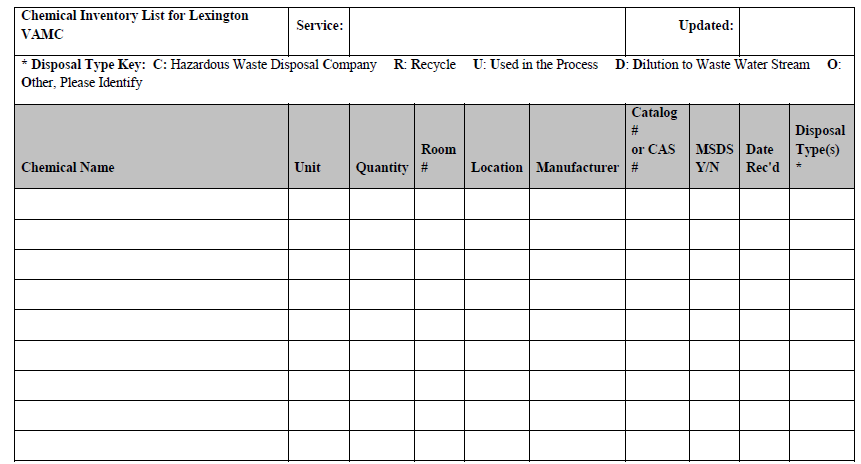 Chemical Inventory List for Lexington
VAMC
Service:
Updated:
* Disposal Type Key:  C: Hazardous Waste Disposal Company    R: Recycle    U: Used in the Process    D: Dilution to Waste Water Stream    O:
Other, Please Identify
Chemical Name
Unit
Quantity
Room
#
Location
Manufacturer
Catalog
#
or CAS
#
MSDS
Y/N
Date
Rec'd
Disposal
Type(s)
*